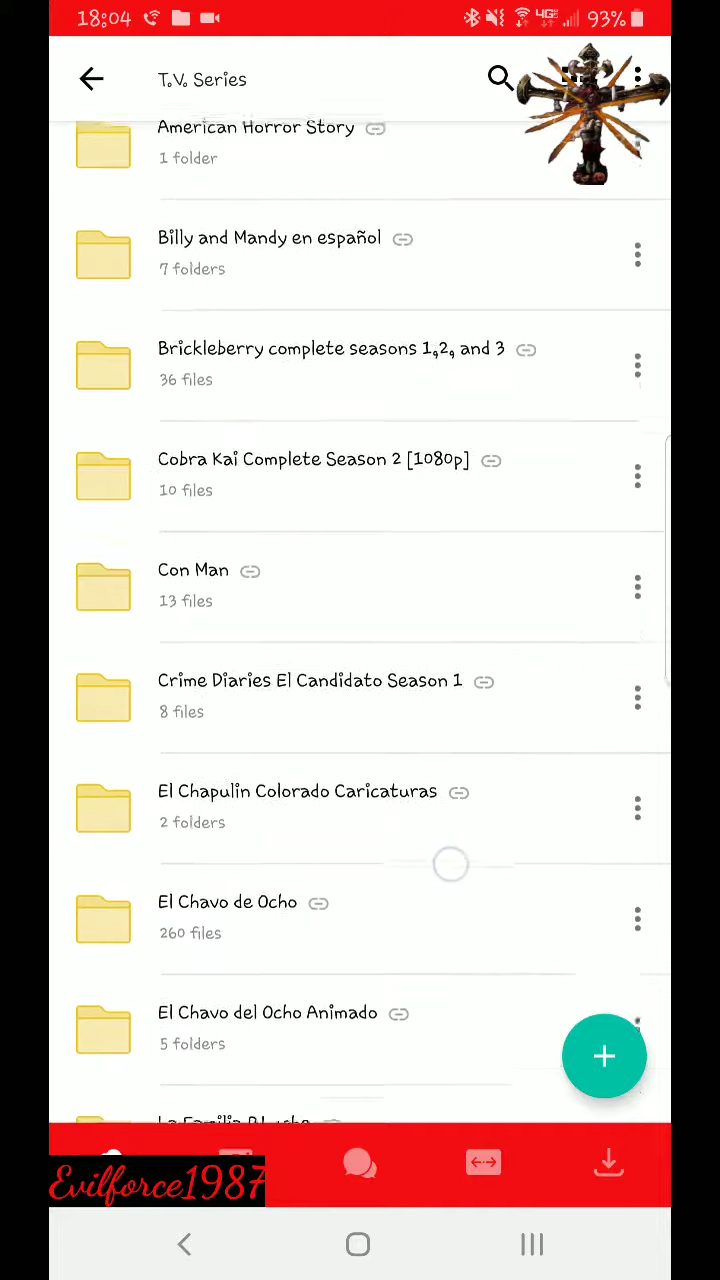 18:04
93%
T.V. Series
American Horror Story
1 folder
Billy and Mandy en español
7 folders
Brickleberry complete seasons 1,2, and 3
36 files
Cobra Kai Complete Season 2 [1080p]
10 files
Con Man
13 files
Crime Diaries El Candidato Season 1
8 files
El Chapulin Colorado Caricaturas
2 folders
El Chavo de Ocho
260 files
El Chavo del Ocho Animado
5 folders
La Familia
Evilforce1987